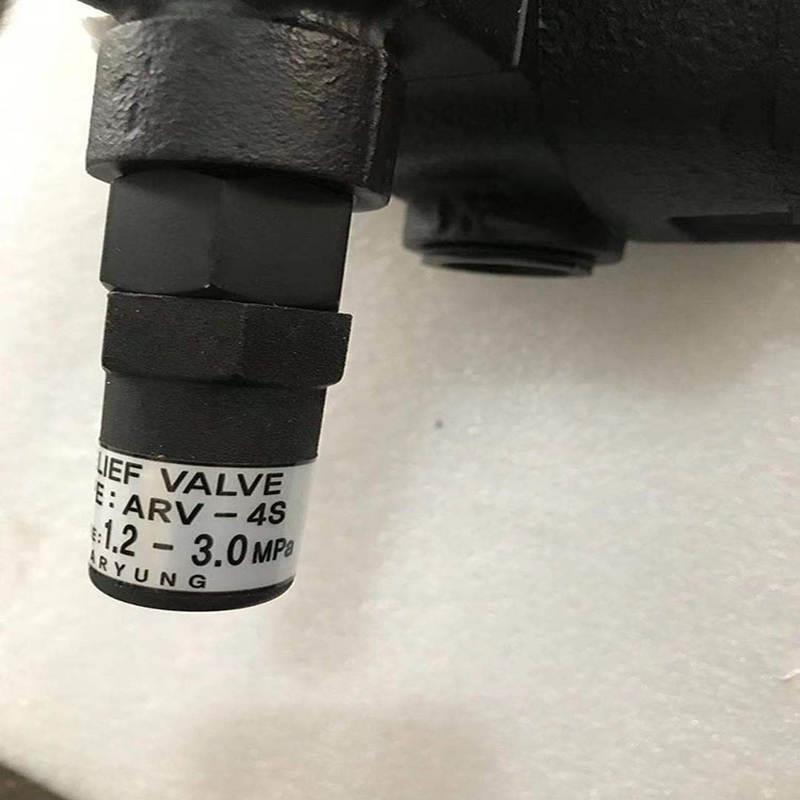 LIEF VALVE
E: ARV-4S
E: 1.2 - 3.0 MPa
ARYUNG